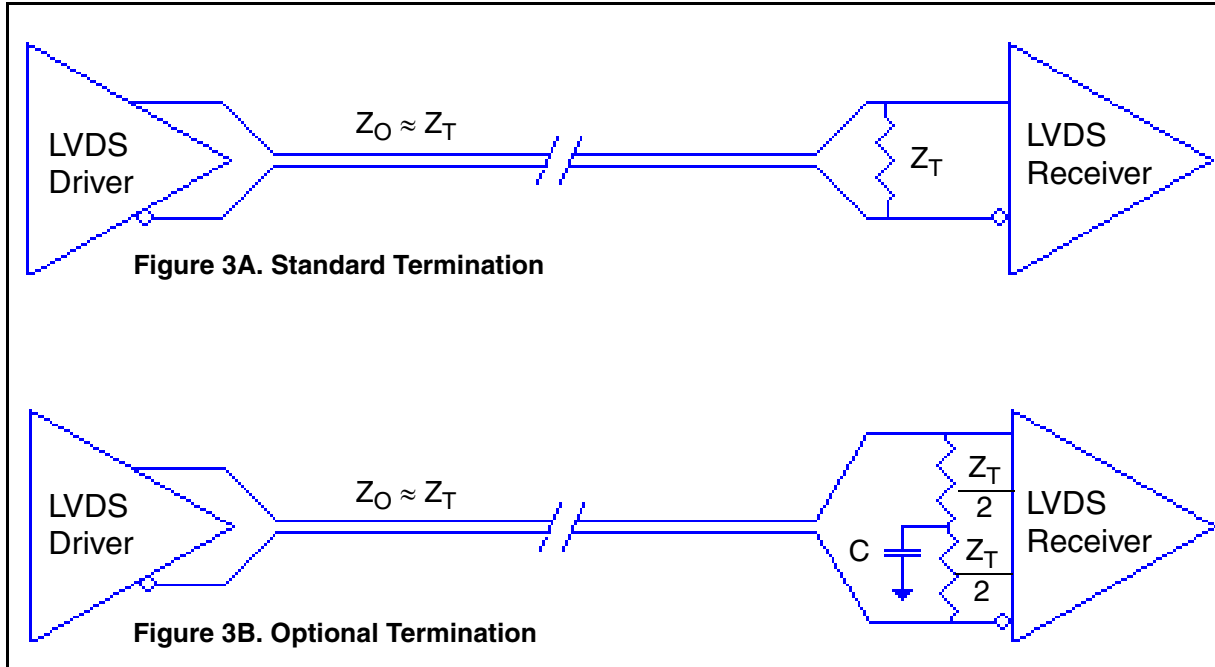 LVDS
Driver
Z_O ≈ Z_T
Z_T
LVDS
Receiver
Figure 3A. Standard Termination
LVDS
Driver
Z_O ≈ Z_T
C
Z_T
2
Z_T
2
LVDS
Receiver
Figure 3B. Optional Termination